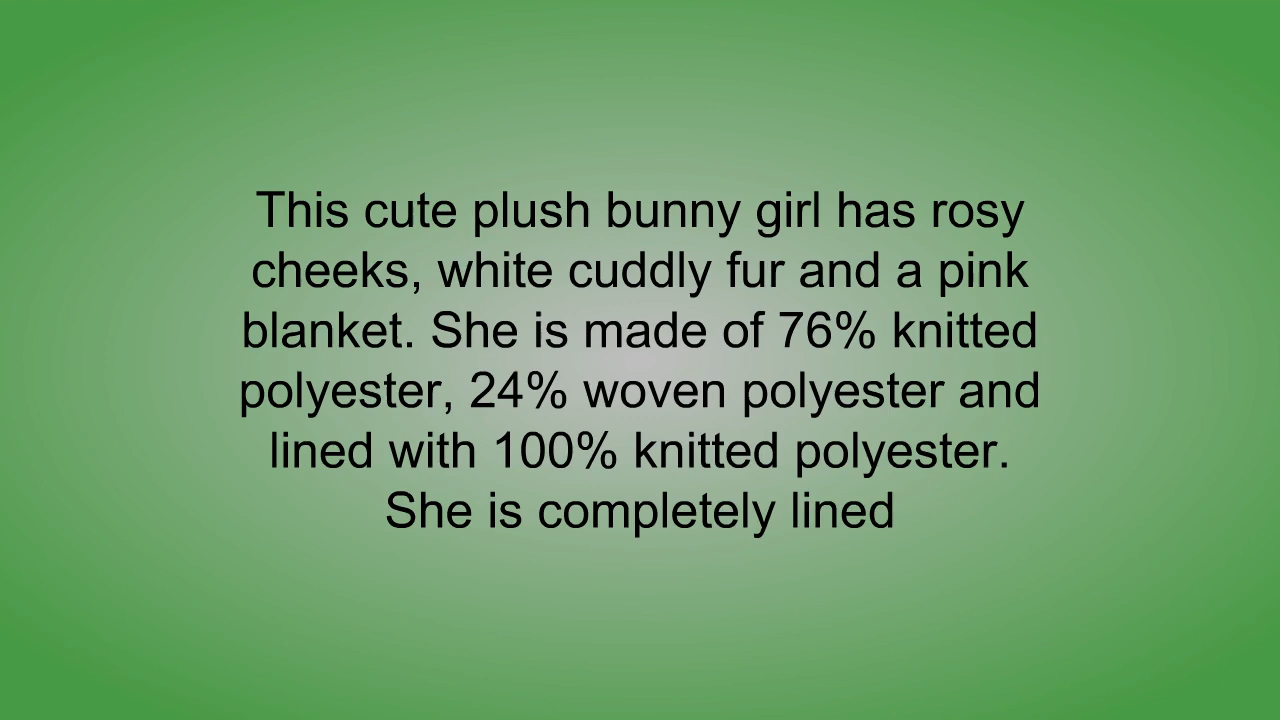 This cute plush bunny girl has rosy
cheeks, white cuddly fur and a pink
blanket. She is made of 76% knitted
polyester, 24% woven polyester and
lined with 100% knitted polyester.
She is completely lined